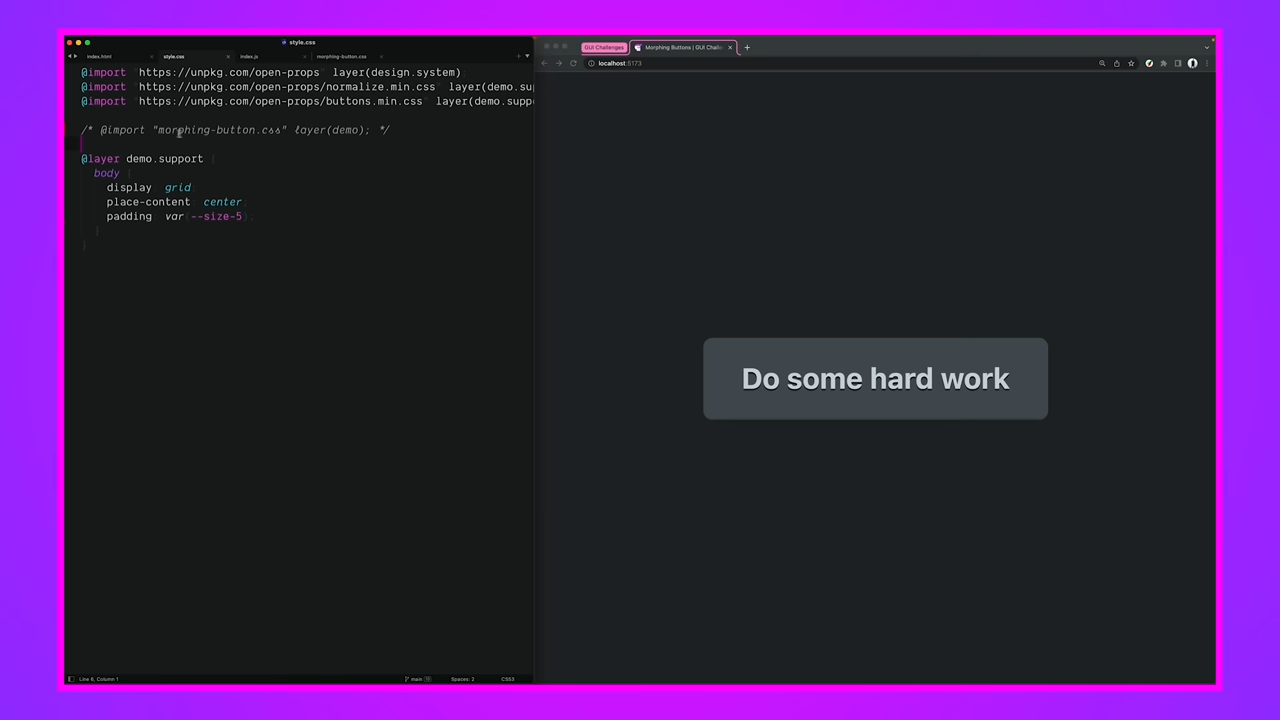 style.css
index.html
style.css
index.js
morphing-button.css
@import "https://unpkg.com/open-props" layer(design.system);
@import "https://unpkg.com/open-props/normalize.min.css" layer(demo.su
@import "https://unpkg.com/open-props/buttons.min.css" layer(demo.supp
/* @import "morphing-button.css" layer(demo); */
@layer demo.support {
body {
display: grid;
place-content: center;
padding: var(--size-5);
}
}
Line 6, Column 1
main
Spaces: 2
CSS3
GUI Challenges
Morphing Buttons | GUI Challe
localhost:5173
Do some hard work